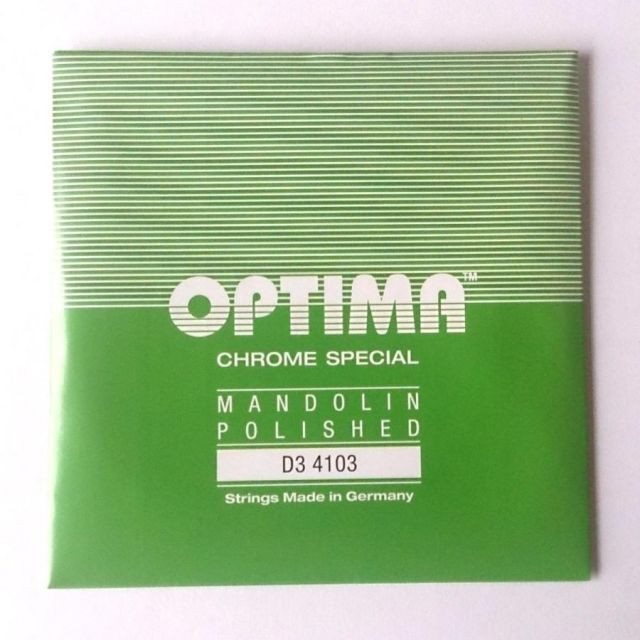 OPTIMA™
CHROME SPECIAL
MANDOLIN
POLISHED
D3 4103
Strings Made in Germany